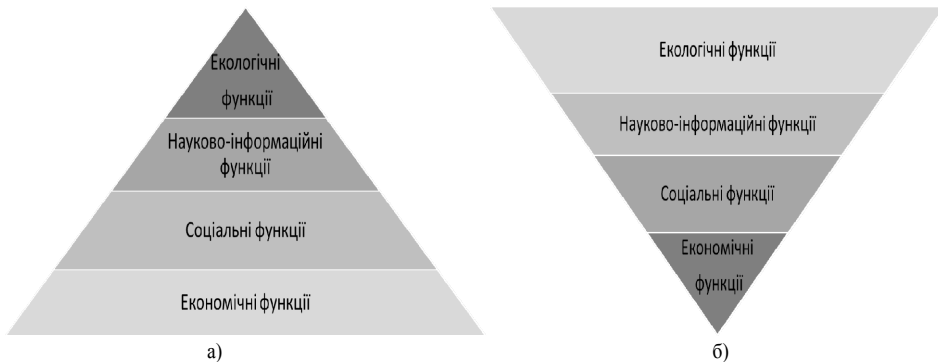 Екологічні
функції
Науково-інформаційні
функції
Соціальні функції
Економічні функції
а)
Екологічні функції
Науково-інформаційні функції
Соціальні функції
Економічні
функції
б)